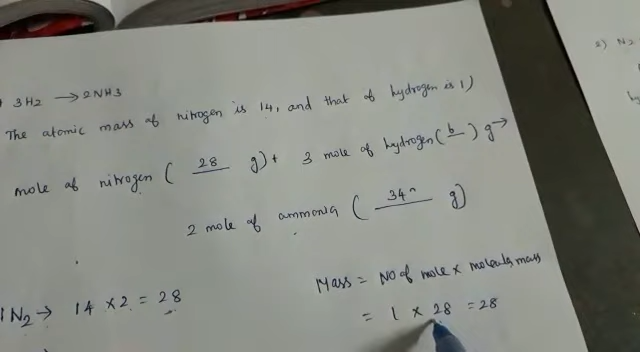 3H2 → 2NH3
The atomic mass of nitrogen is 14, and that of hydrogen is 1)
mole of nitrogen ( 28 g) + 3 mole of hydrogen ( 6 ) g →
2 mole of ammonia ( 34 g)
1N2 → 14 × 2 = 28
Mass = No of mole × molecular mass
= 1 × 28 = 28
2) N2